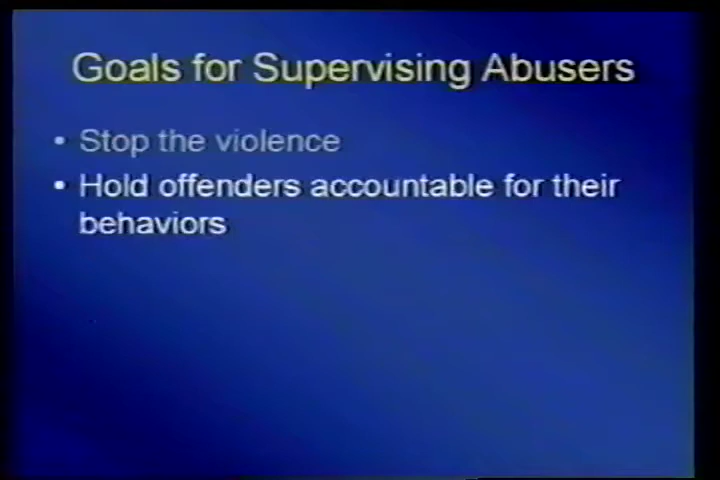 Goals for Supervising Abusers
• Stop the violence
• Hold offenders accountable for their
behaviors